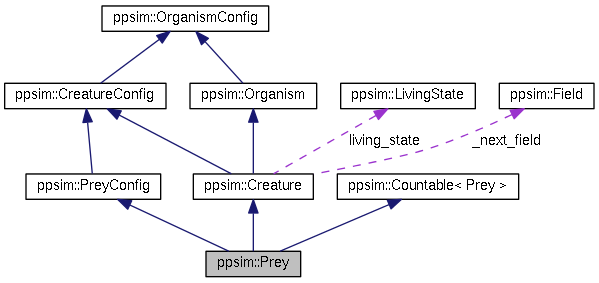 ppsim::OrganismConfig
ppsim::CreatureConfig
ppsim::Organism
ppsim::LivingState
ppsim::Field
living_state
_next_field
ppsim::PreyConfig
ppsim::Creature
ppsim::Countable< Prey >
ppsim::Prey